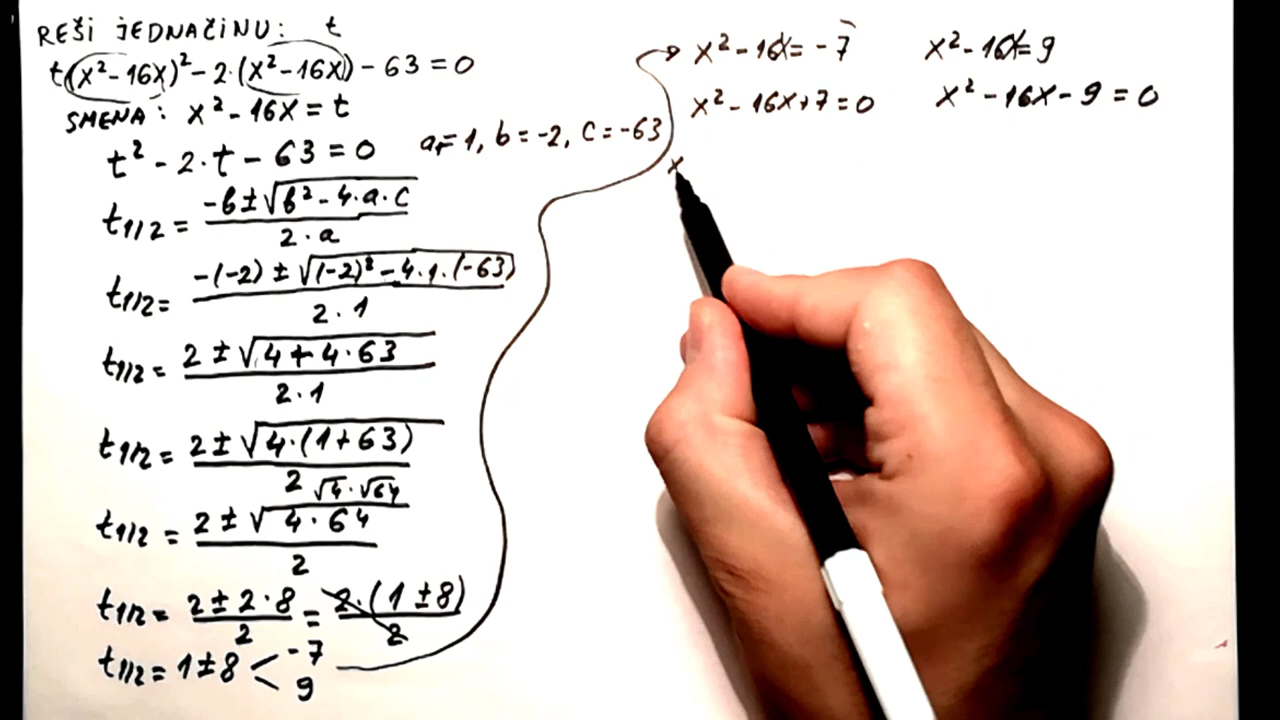 REŠI JEDNAČINU: t
t(x²-16x)²-2·(x²-16x)-63=0
SMENA: x²-16x=t
t²-2·t-63=0 a=1, b=-2, c=-63
t1/2 = (-b±√(b²-4·a·c))/(2·a)
t1/2 = (-(-2)±√((-2)²-4·1·(-63)))/(2·1)
t1/2 = (2±√(4+4·63))/(2·1)
t1/2 = (2±√(4·(1+63)))/2
√4·√64
t1/2 = (2±√(4·64))/2
t1/2 = (2±2·8)/2 = (2·(1±8))/2
t1/2 = 1±8 < -7
9
x²-16x=-7
x²-16x+7=0
x
x²-16x=9
x²-16x-9=0